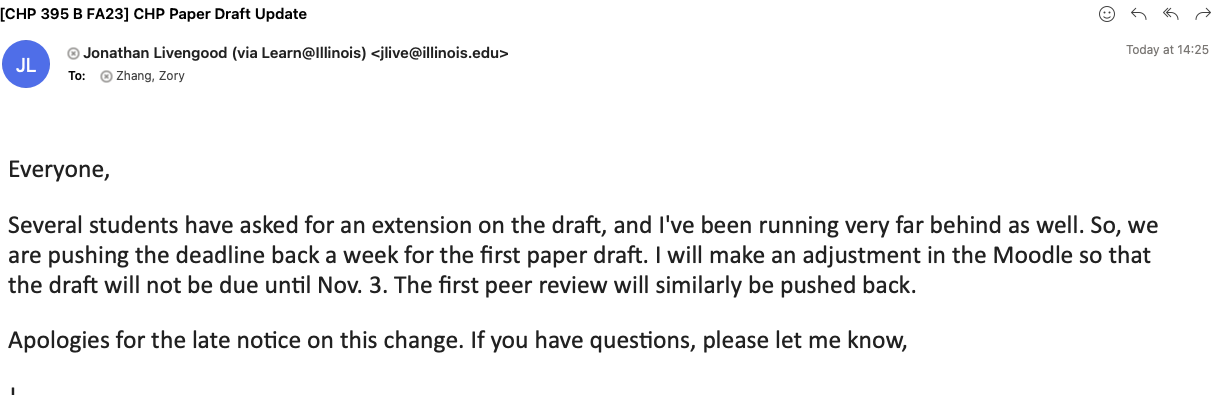 [CHP 395 B FA23] CHP Paper Draft Update
JL
Jonathan Livengood (via Learn@Illinois) <jlive@illinois.edu>
Today at 14:25
To: Zhang, Zory
Everyone,
Several students have asked for an extension on the draft, and I've been running very far behind as well. So, we
are pushing the deadline back a week for the first paper draft. I will make an adjustment in the Moodle so that
the draft will not be due until Nov. 3. The first peer review will similarly be pushed back.
Apologies for the late notice on this change. If you have questions, please let me know,